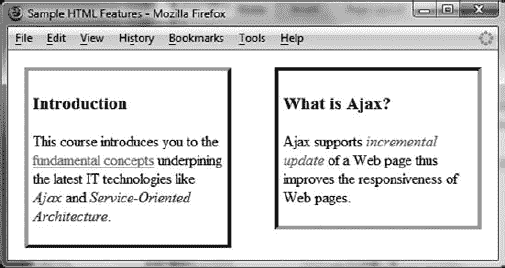 Sample HTML Features - Mozilla Firefox
File Edit View History Bookmarks Tools Help
Introduction
This course introduces you to the
fundamental concepts underpining
the latest IT technologies like
Ajax and Service-Oriented
Architecture.
What is Ajax?
Ajax supports incremental
update of a Web page thus
improves the responsiveness of
Web pages.